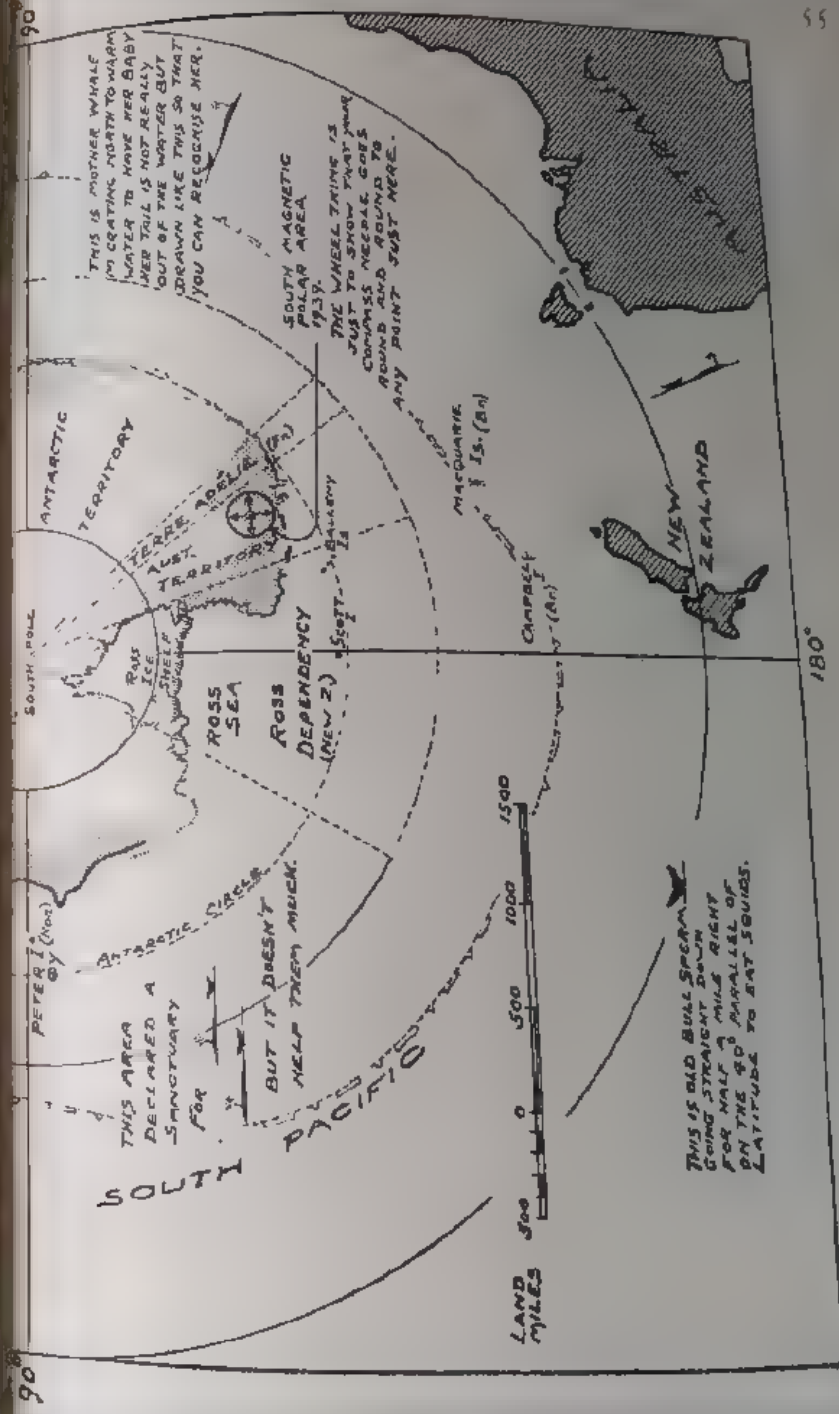 55
90°
90
SOUTH POLE
ANTARCTIC
TERRITORY
TERRE ADELIE
AUST
TERRITORY
ROSS
ICE
SHELF
ROSS
SEA
ROSS
DEPENDENCY
(NEW Z.)
SCOTT
I
BALLENY
Is
PETER I°
ØY (NOR)
ANTARCTIC CIRCLE
THIS AREA
DECLARED A
SANCTUARY
FOR
BUT IT DOESN'T
HELP THEM MUCH.
SOUTH
PACIFIC
THIS IS MOTHER WHALE
MIGRATING NORTH TO WARM
WATER TO HAVE HER BABY
HER TAIL IS NOT REALLY
OUT OF THE WATER BUT
DRAWN LIKE THIS SO THAT
YOU CAN RECOGNISE HER.
SOUTH MAGNETIC
POLAR AREA
1939.
THE WHEEL THING IS
JUST TO SHOW THAT YOUR
COMPASS NEEDLE GOES
ROUND AND ROUND TO
ANY POINT JUST HERE.
MACQUARIE
Is. (Bn)
CAMPBELL
I
(Bn)
AUSTRALIA
NEW
ZEALAND
LAND
MILES
500
0
500
1000
1500
THIS IS OLD BULL SPERM
GOING STRAIGHT DOWN
FOR HALF A MILE RIGHT
ON THE 40° PARALLEL OF
LATITUDE TO EAT SQUIDS.
180°